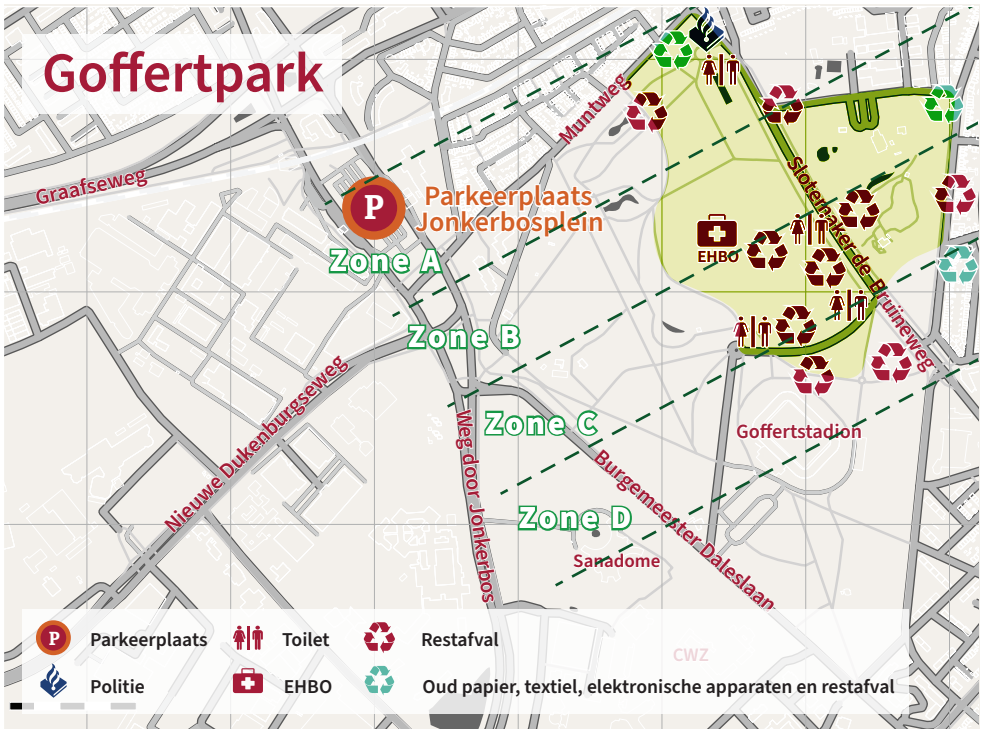 Goffertpark
Muntweg
Graafseweg
P
Parkeerplaats
Jonkerbosplein
Slotemaker de Bruïneweg
EHBO
Zone A
Zone B
Nieuwe Dukenburgseweg
Zone C
Weg door Jonkerbos
Goffertstadion
Burgemeester Daleslaan
Zone D
Sanadome
P Parkeerplaats
Toilet
Restafval
CWZ
Politie
EHBO
Oud papier, textiel, elektronische apparaten en restafval